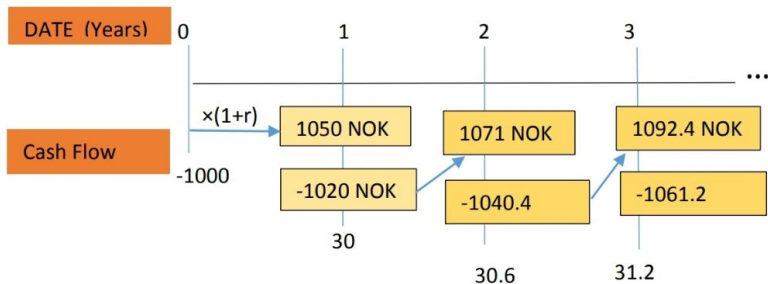 DATE (Years) 0 1 2 3
...
×(1+r) 1050 NOK 1071 NOK 1092.4 NOK
Cash Flow
-1000 -1020 NOK -1040.4 -1061.2
30 30.6 31.2